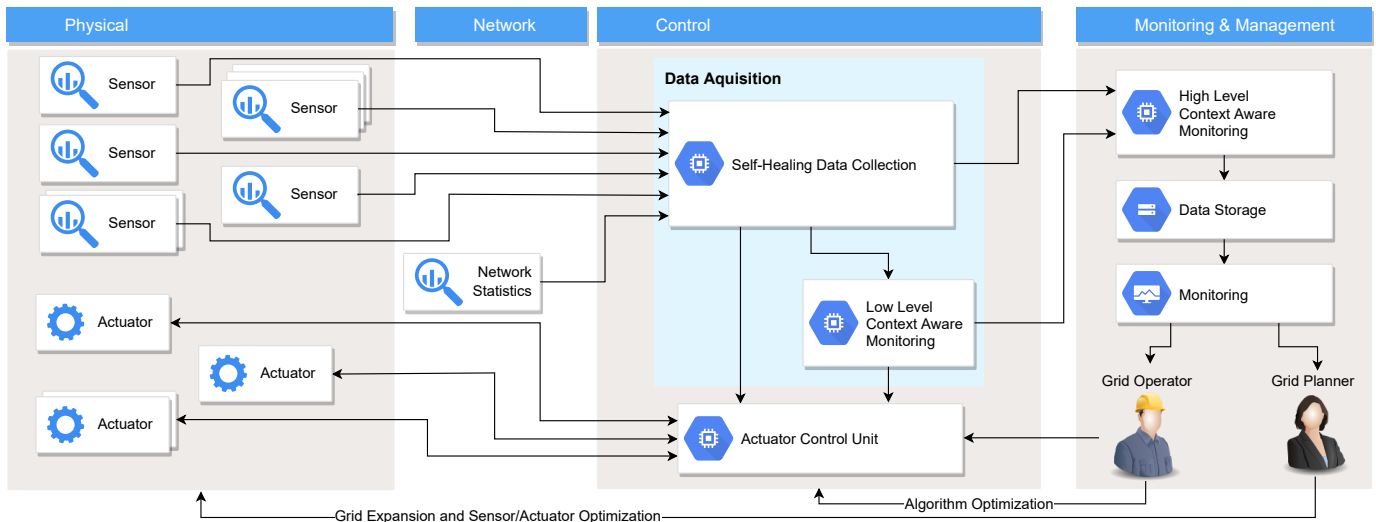 Physical
Network
Control
Monitoring & Management
Sensor
Sensor
Sensor
Sensor
Sensor
Network
Statistics
Actuator
Actuator
Actuator
Data Aquisition
Self-Healing Data Collection
Low Level
Context Aware
Monitoring
Actuator Control Unit
High Level
Context Aware
Monitoring
Data Storage
Monitoring
Grid Operator
Grid Planner
Algorithm Optimization
Grid Expansion and Sensor/Actuator Optimization